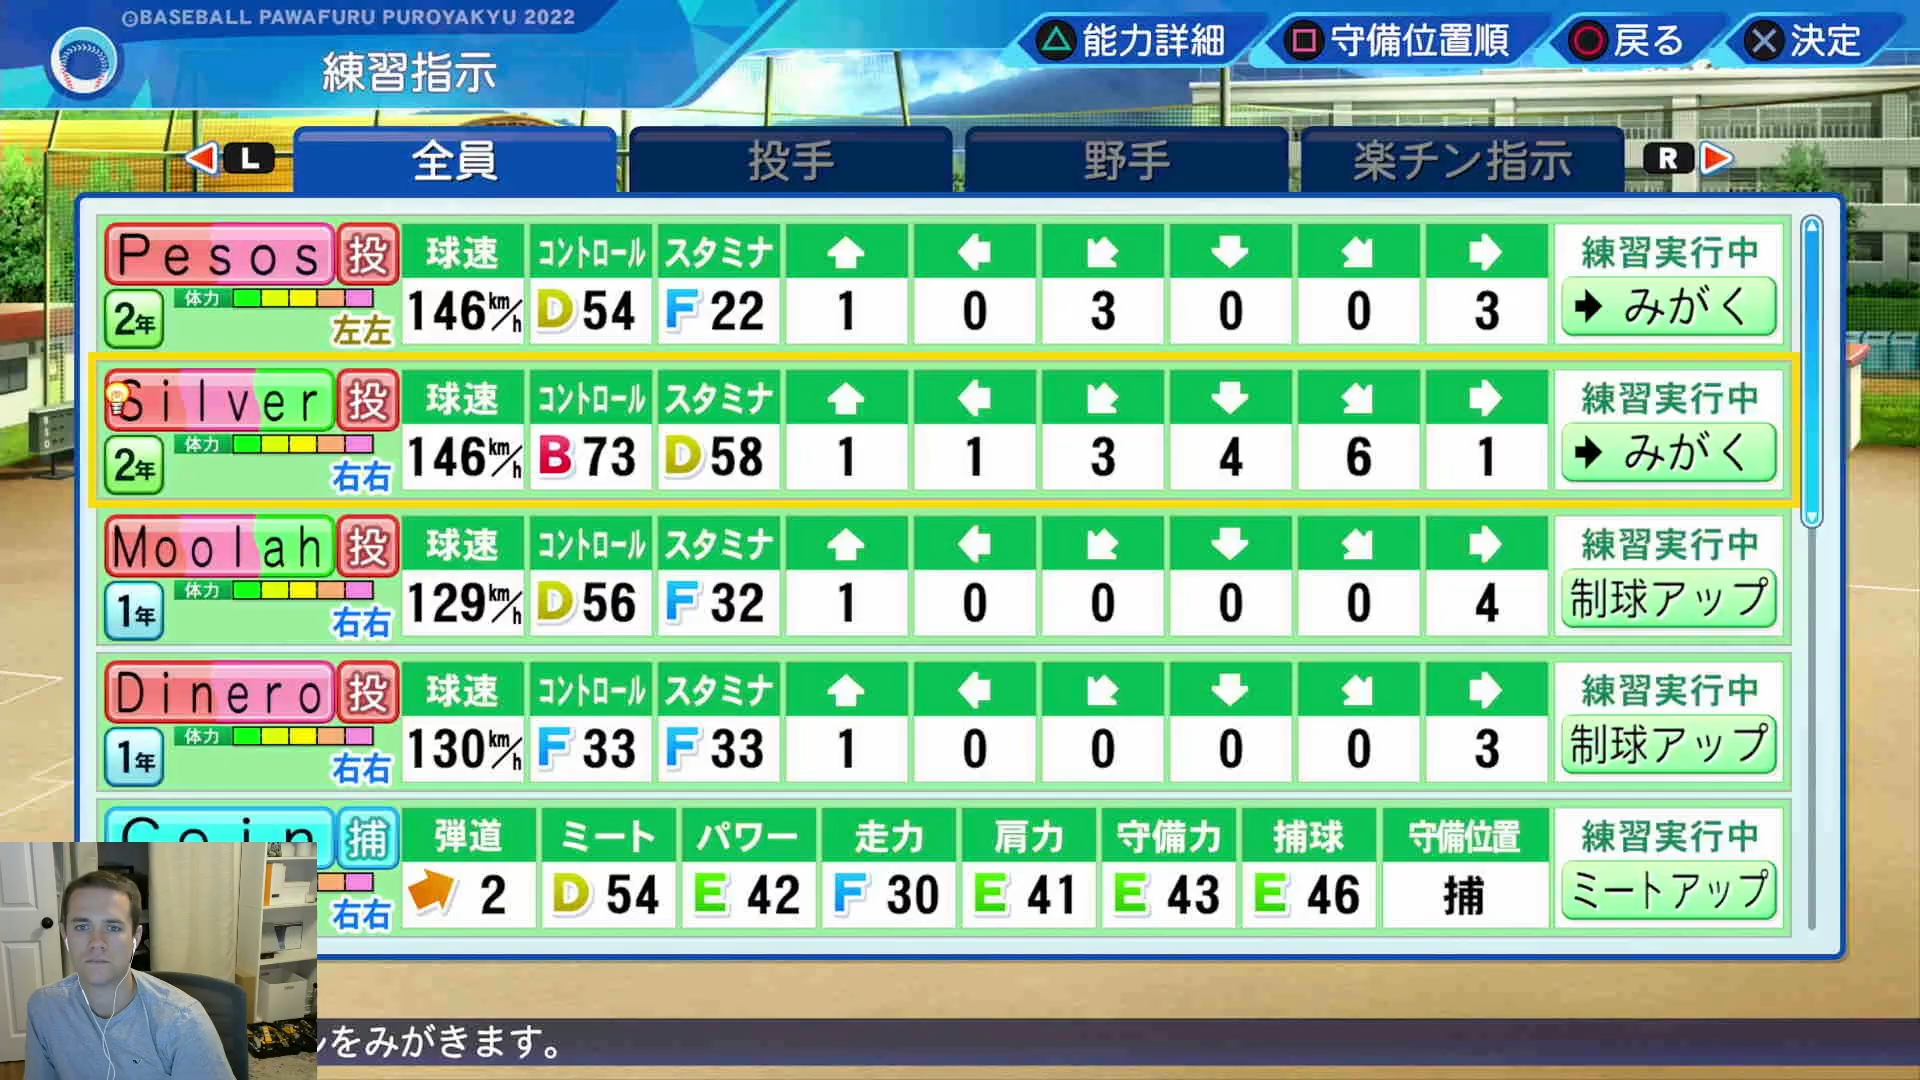 ©BASEBALL PAWAFURU PUROYAKYU 2022
練習指示
能力詳細 守備位置順 戻る 決定
L 全員 投手 野手 楽チン指示 R
Pesos 投 球速 コントロール スタミナ 練習実行中
2年 体力 左左 146km/h D 54 F 22 1 0 3 0 0 3 みがく
Silver 投 球速 コントロール スタミナ 練習実行中
2年 体力 右右 146km/h B 73 D 58 1 1 3 4 6 1 みがく
Moolah 投 球速 コントロール スタミナ 練習実行中
1年 体力 右右 129km/h D 56 F 32 1 0 0 0 0 4 制球アップ
Dinero 投 球速 コントロール スタミナ 練習実行中
1年 体力 右右 130km/h F 33 F 33 1 0 0 0 0 3 制球アップ
Coin 捕 弾道 ミート パワー 走力 肩力 守備力 捕球 守備位置 練習実行中
右右 2 D 54 E 42 F 30 E 41 E 43 E 46 捕 ミートアップ
をみがきます。